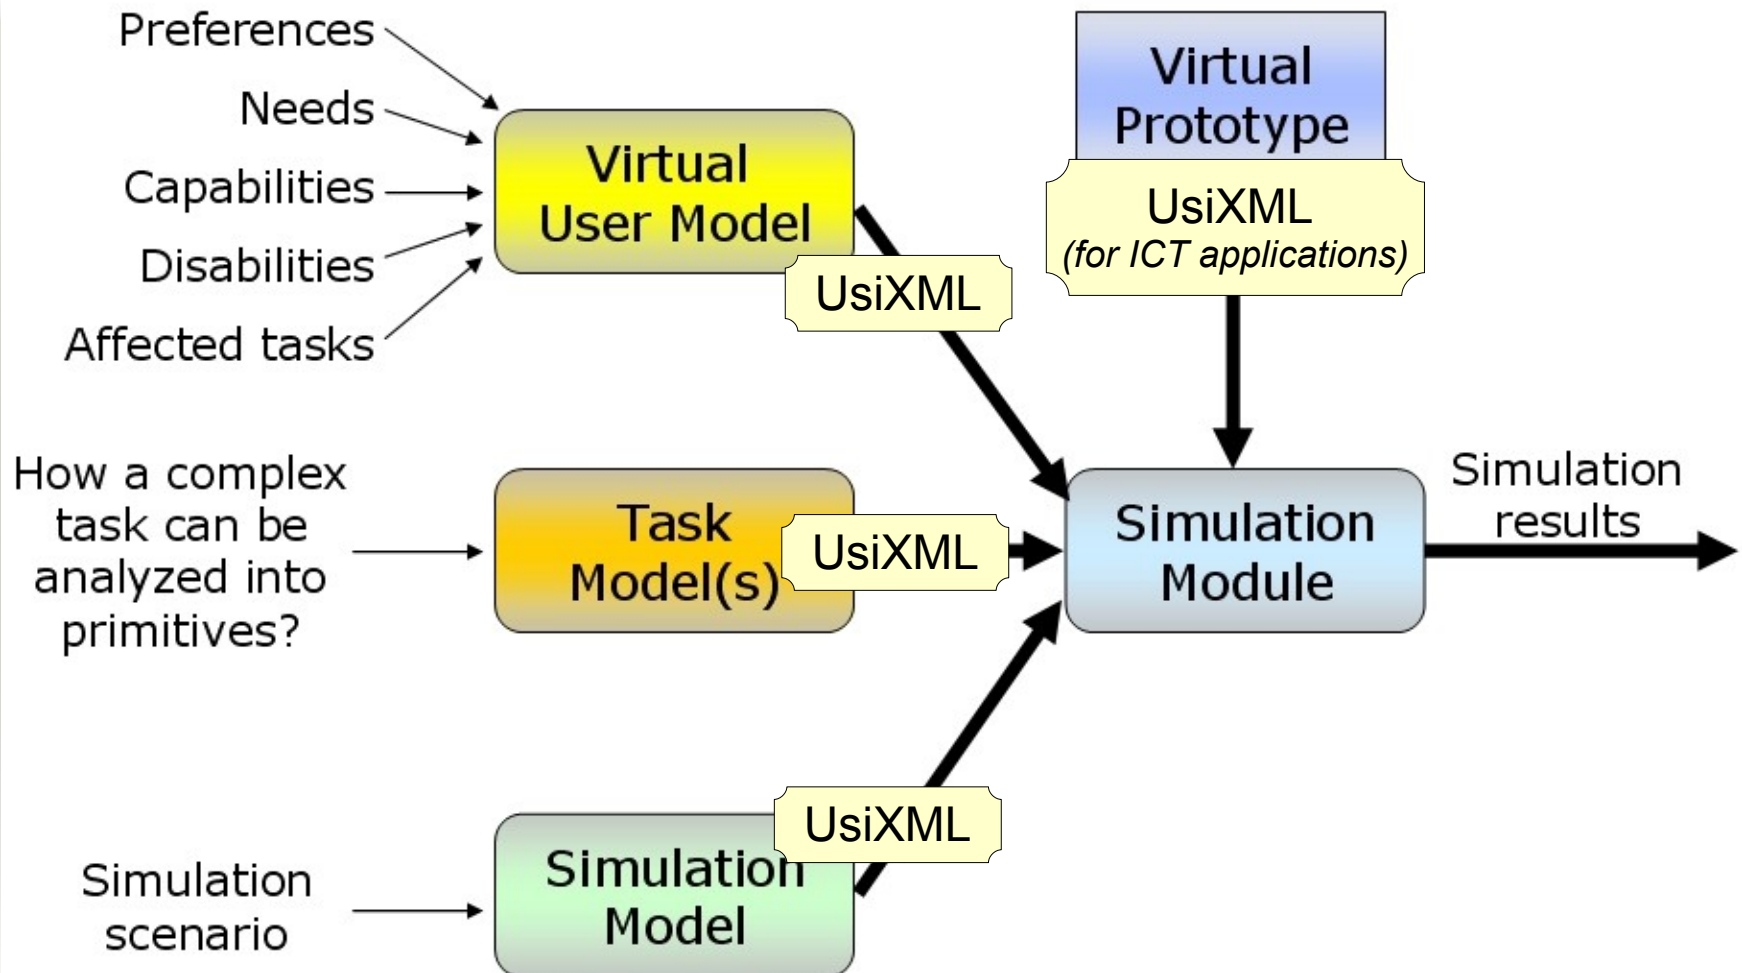 Preferences
Needs
Capabilities
Disabilities
Affected tasks
Virtual
User Model
UsiXML
Virtual
Prototype
UsiXML
(for ICT applications)
How a complex
task can be
analyzed into
primitives?
Task
Model(s)
UsiXML
Simulation
Module
Simulation
results
Simulation
scenario
Simulation
Model
UsiXML